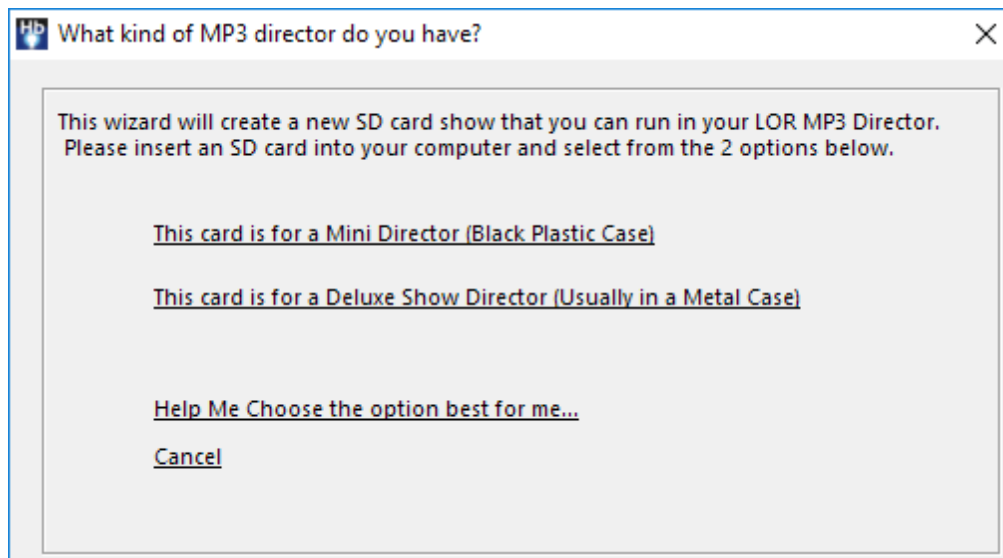 Hb
What kind of MP3 director do you have?
This wizard will create a new SD card show that you can run in your LOR MP3 Director.
Please insert an SD card into your computer and select from the 2 options below.
This card is for a Mini Director (Black Plastic Case)
This card is for a Deluxe Show Director (Usually in a Metal Case)
Help Me Choose the option best for me...
Cancel